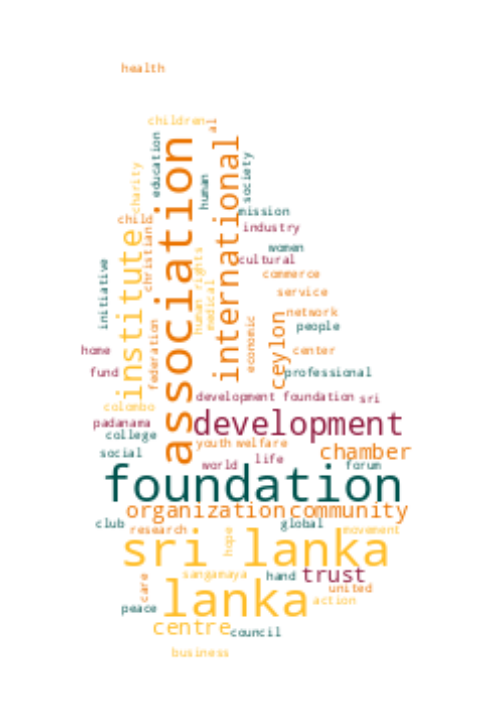 health
children
al
education
association
international
society
charity
human
mission
child
industry
christian
institute
women
cultural
human rights
medical
commerce
initiative
service
network
people
ceylon
federation
economic
home
center
fund
professional
development foundation sri
colombo
padanama
development
college
youth welfare
social
chamber
world
life
forum
foundation
organization
community
club
research
global
movement
hope
sri lanka
sangamaya
hand
trust
care
united
lanka
peace
action
centre
council
business